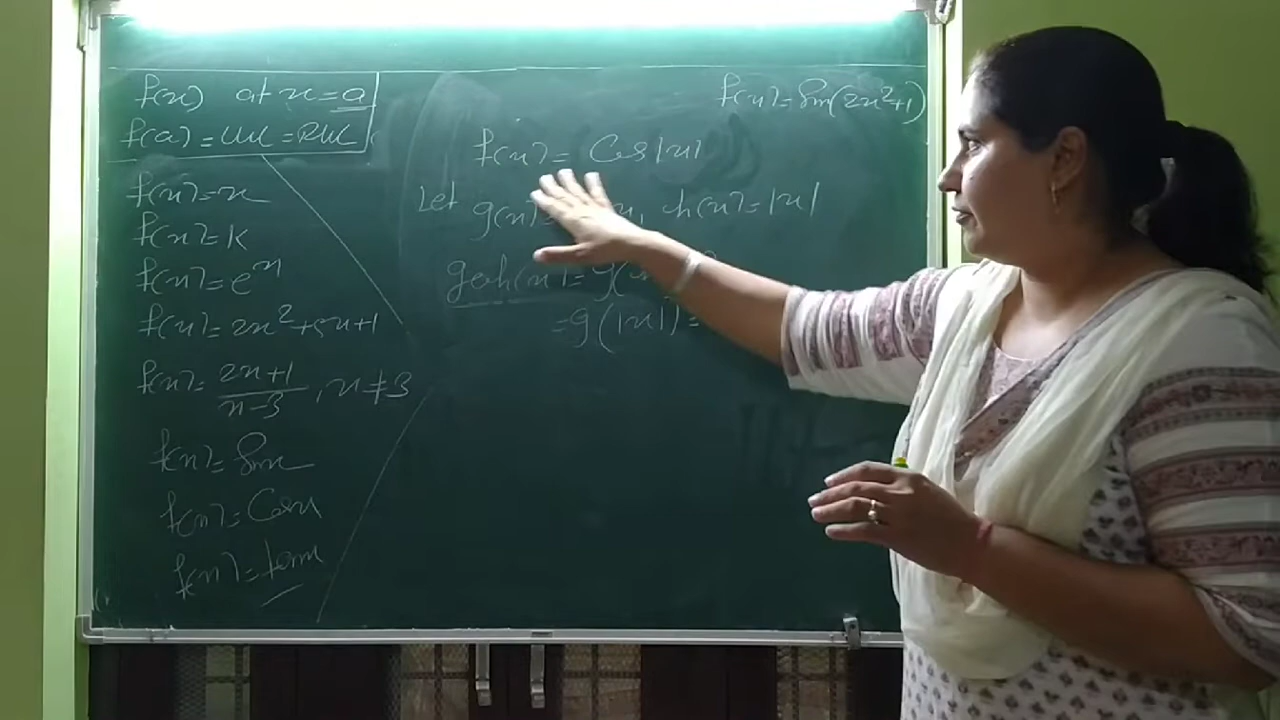 f(x) at x = a
f(a) = LHL = RHL
f(x) = x
f(x) = k
f(x) = e^x
f(x) = 2x²+5x+1
f(x) = (2x+1)/(x-3), x ≠ 3
f(x) = Sinx
f(x) = Cosx
f(x) = tanx
f(x) = Sin(2x²+1)
f(x) = Cos|x|
Let g(x) x, h(x) = |x|
goh(x) = g(
= g(|x|) =